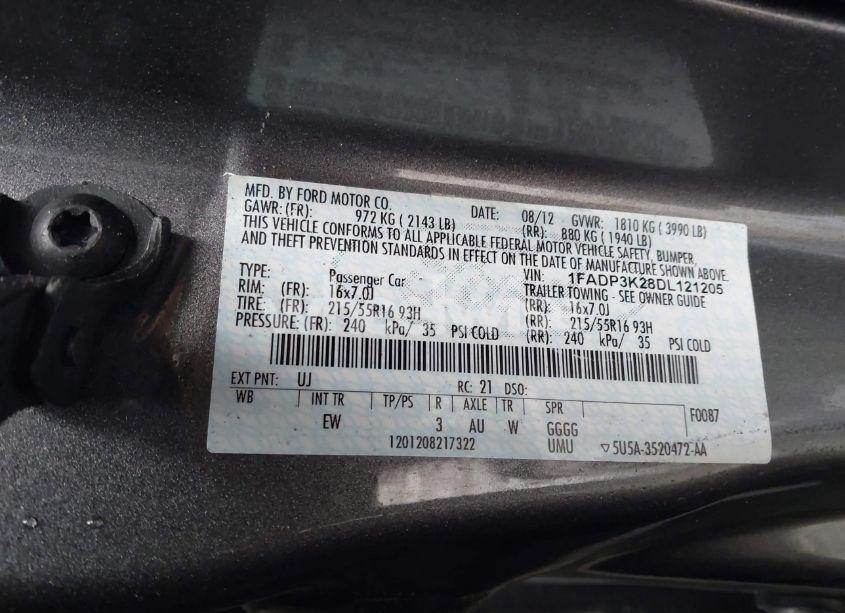 MFD. BY FORD MOTOR CO. DATE: 08/12 GVWR: 1810 KG ( 3990 LB)
GAWR: (FR): 972 KG ( 2143 LB) (RR): 880 KG ( 1940 LB)
THIS VEHICLE CONFORMS TO ALL APPLICABLE FEDERAL MOTOR VEHICLE SAFETY, BUMPER,
AND THEFT PREVENTION STANDARDS IN EFFECT ON THE DATE OF MANUFACTURE SHOWN ABOVE.
VIN: 1FADP3K28DL121205
TYPE: Passenger Car TRAILER TOWING - SEE OWNER GUIDE
RIM: (FR): 16x7.0J (RR): 16x7.0J
TIRE: (FR): 215/55R16 93H (RR): 215/55R16 93H
PRESSURE: (FR): 240 kPa/ 35 PSI COLD (RR): 240 kPa/ 35 PSI COLD
EXT PNT: UJ RC: 21 DSO:
WB INT TR TP/PS R AXLE TR SPR F0087
EW 3 AU W GGGG
1201208217322 UMU ▽5U5A-3520472-AA